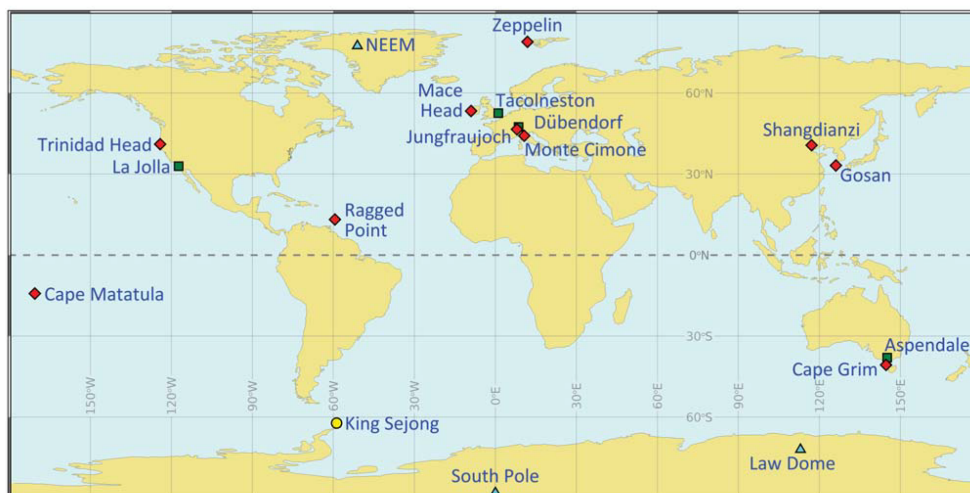 Zeppelin
NEEM
60°N
Mace
Head
Tacolneston
Dübendorf
Jungfraujoch
Monte Cimone
Shangdianzi
Trinidad Head
La Jolla
30°N
Gosan
Ragged
Point
0°N
Cape Matatula
30°S
Aspendale
Cape Grim
150°W
120°W
90°W
60°W
30°W
0°E
30°E
60°E
90°E
120°E
150°E
60°S
King Sejong
Law Dome
South Pole